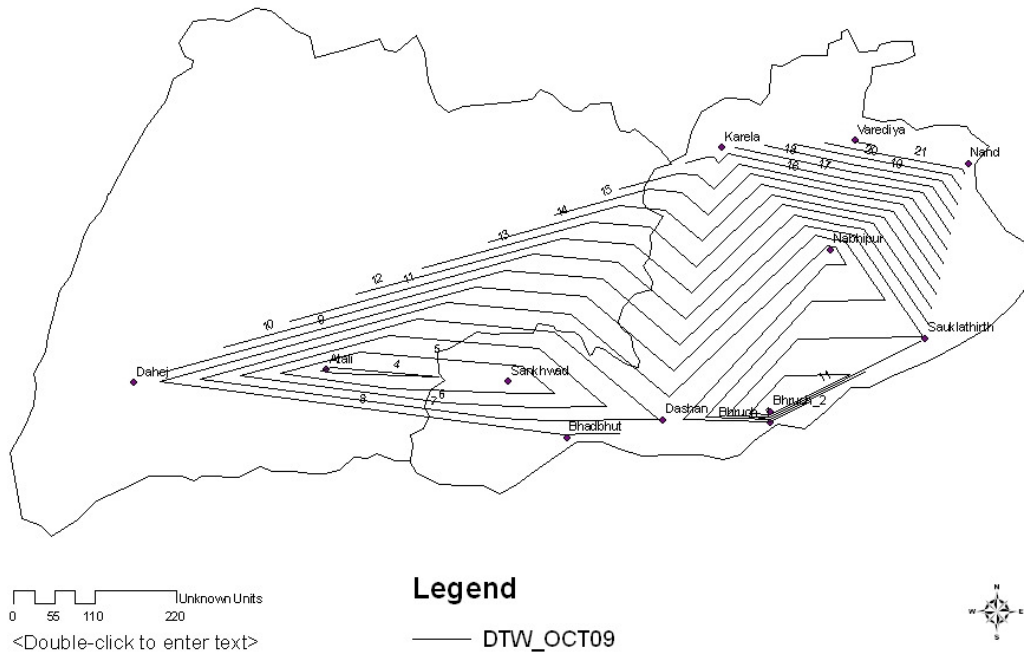 Varediya
Karela
18
20
21
Nand
16
17
19
15
14
13
Nabhipur
12
11
10
9
Sauklathirth
5
Atali
4
Dahej
Sankhvad
11
6
8
7
Bhruch_2
Dashan
Bhruch
Bhadbhut
Legend
Unknown Units
0 55 110 220
<Double-click to enter text>
DTW_OCT09
N
W E
S